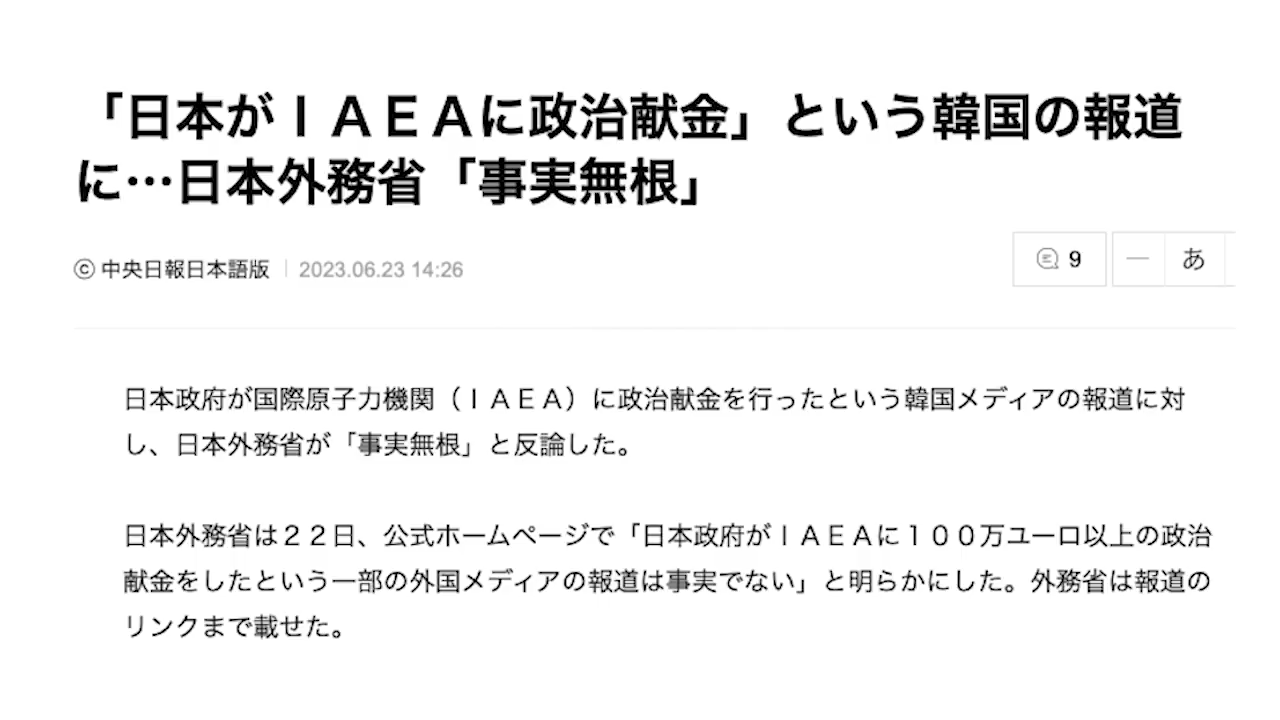 「日本がＩＡＥＡに政治献金」という韓国の報道
に…日本外務省「事実無根」
ⓒ 中央日報日本語版 | 2023.06.23 14:26
9 — あ
日本政府が国際原子力機関（ＩＡＥＡ）に政治献金を行ったという韓国メディアの報道に対
し、日本外務省が「事実無根」と反論した。
日本外務省は２２日、公式ホームページで「日本政府がＩＡＥＡに１００万ユーロ以上の政治
献金をしたという一部の外国メディアの報道は事実でない」と明らかにした。外務省は報道の
リンクまで載せた。